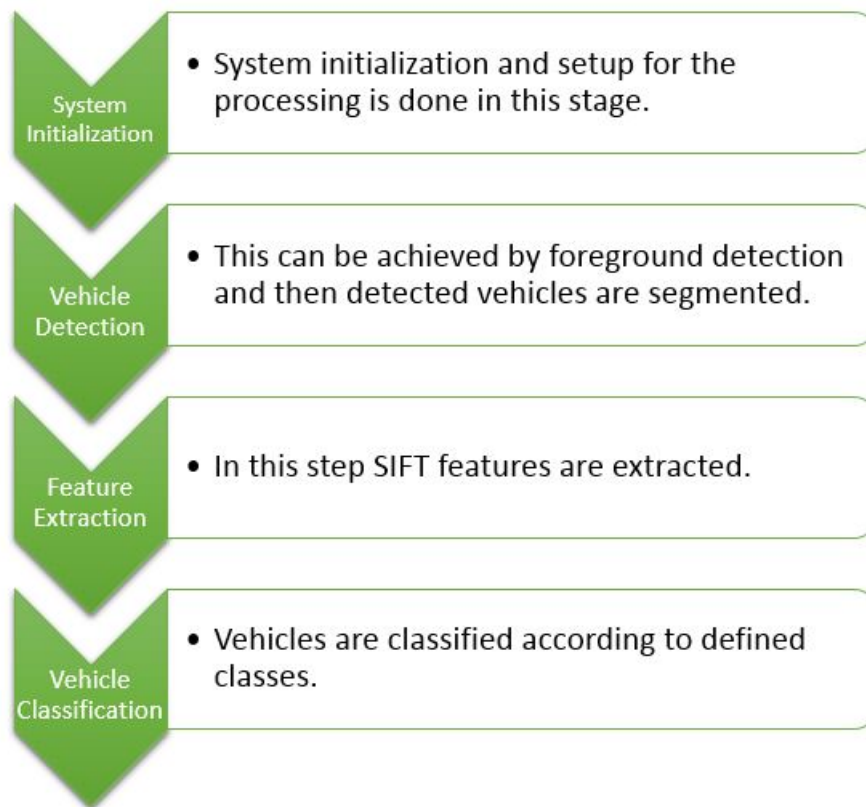 System
Initialization
• System initialization and setup for the
processing is done in this stage.
Vehicle
Detection
• This can be achieved by foreground detection
and then detected vehicles are segmented.
Feature
Extraction
• In this step SIFT features are extracted.
Vehicle
Classification
• Vehicles are classified according to defined
classes.